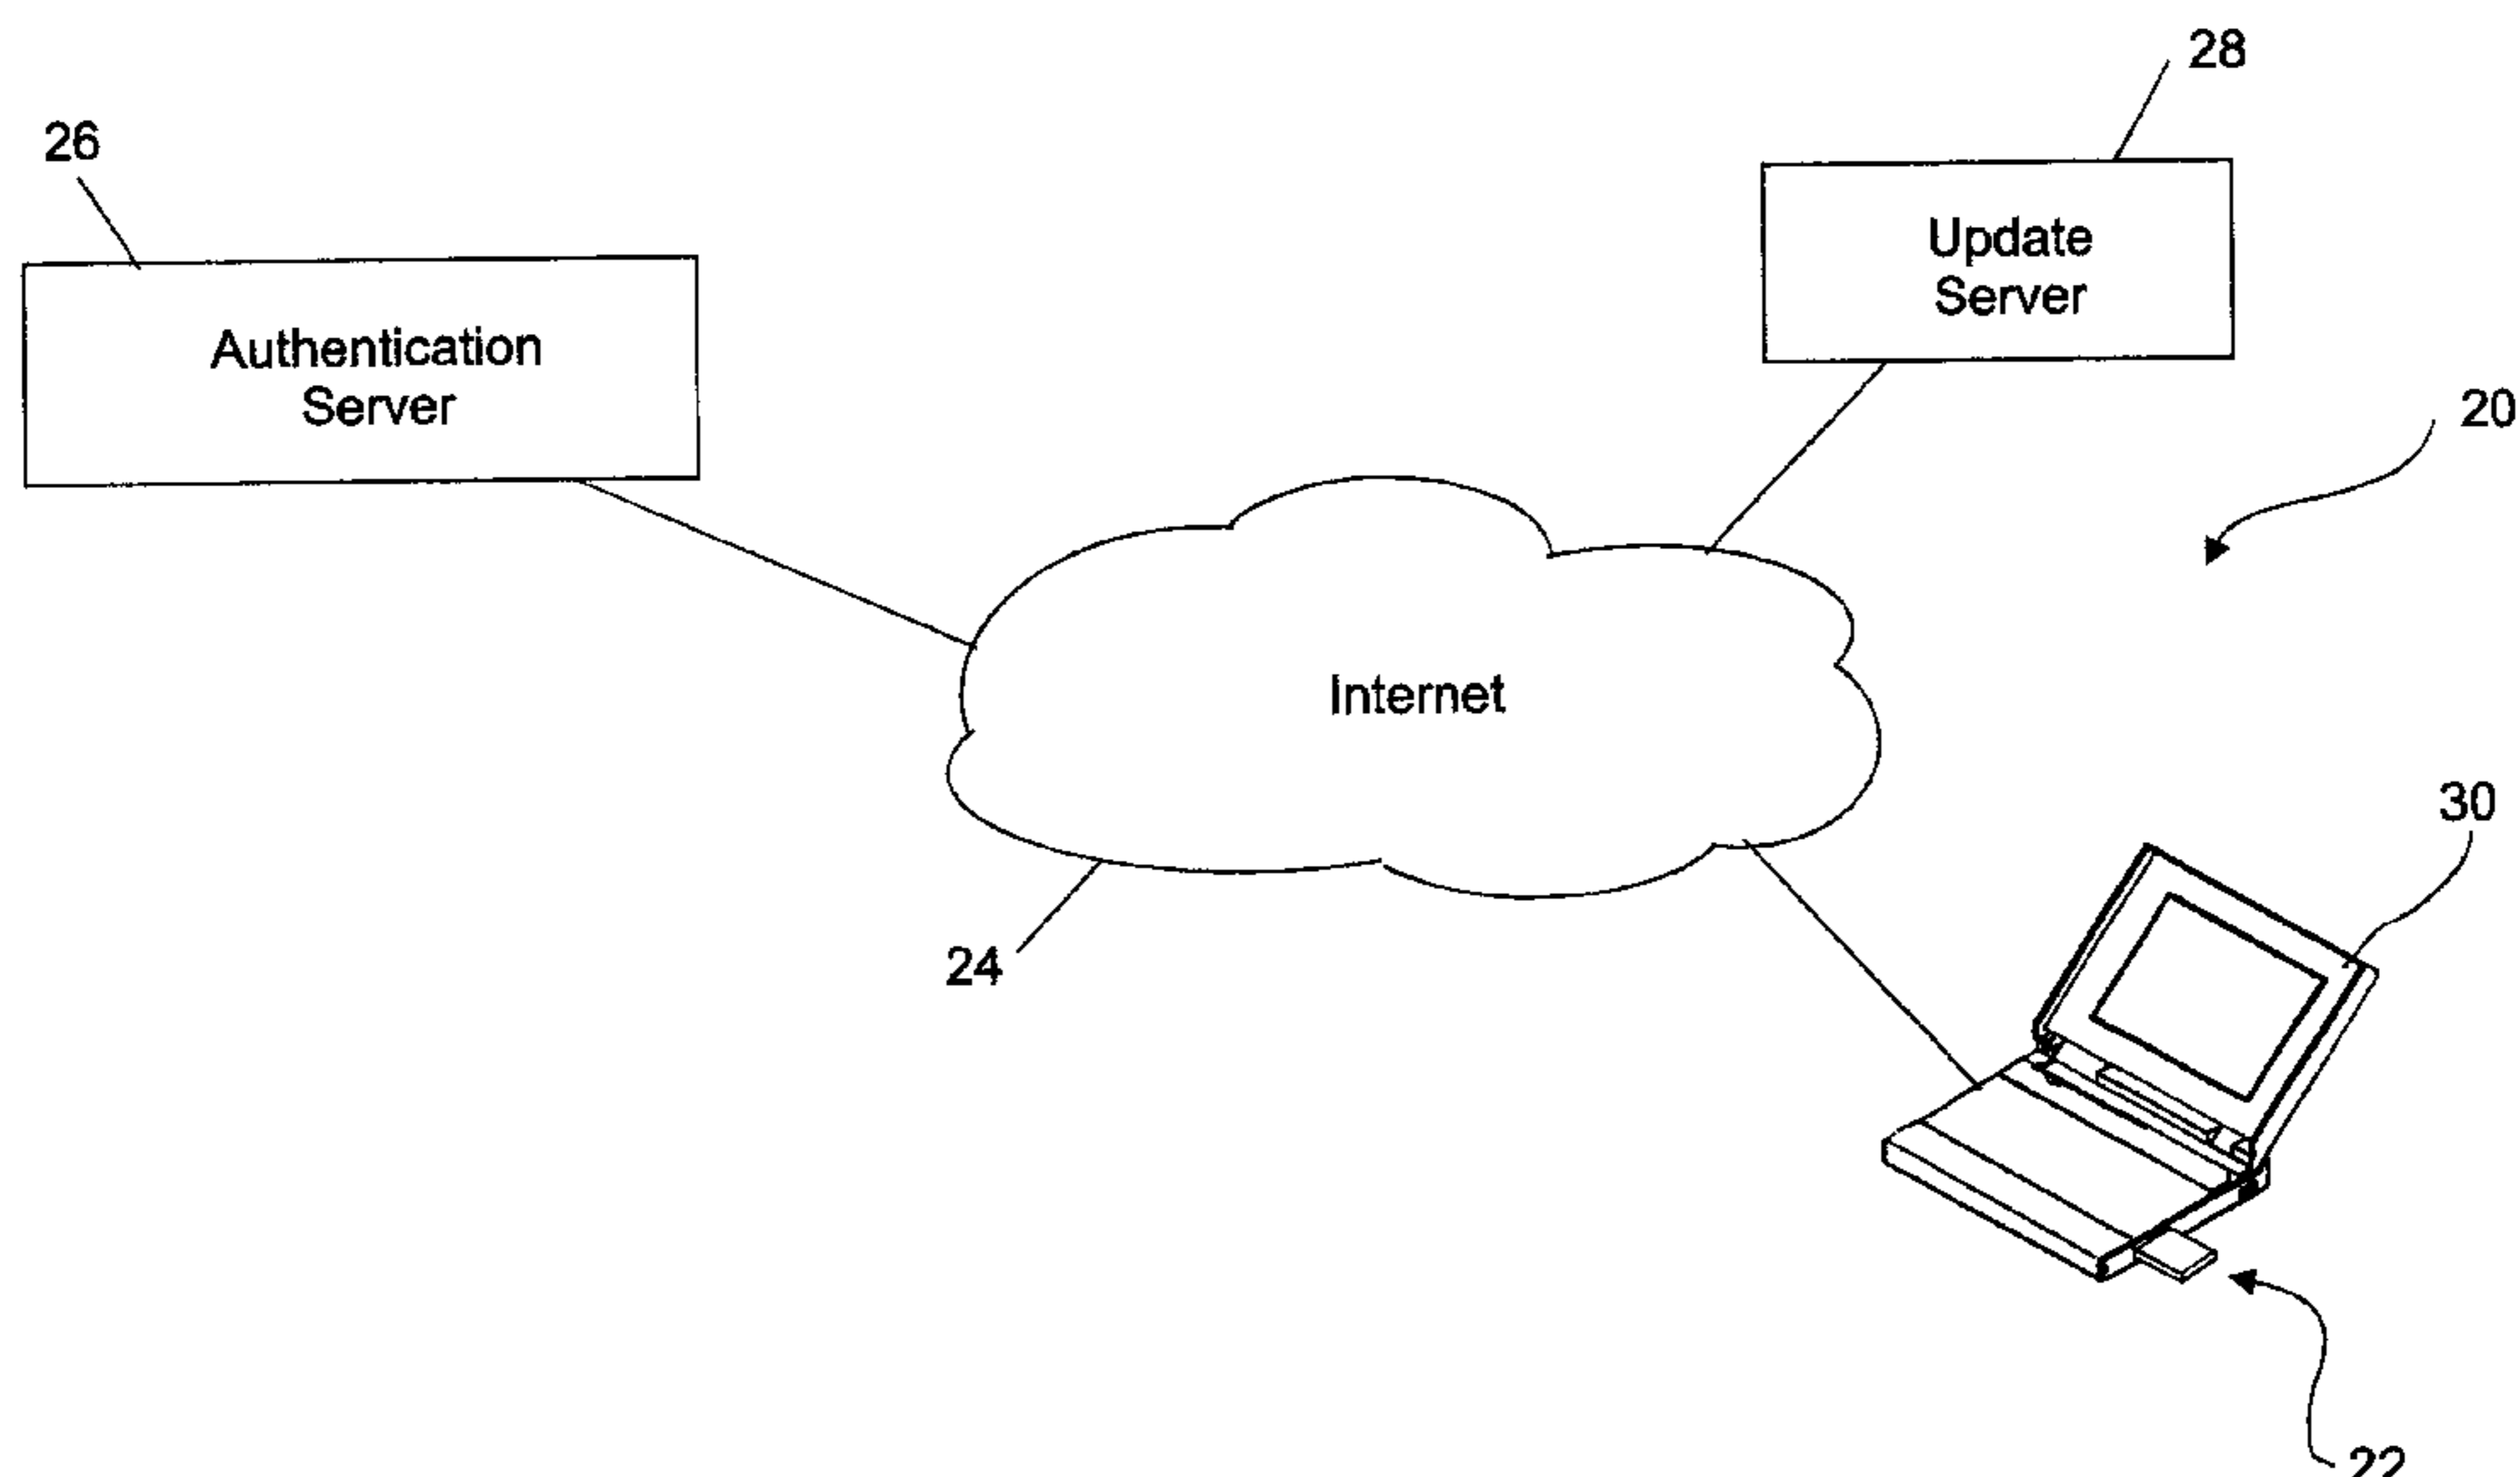 28
26
Update
Server
Authentication
Server
20
Internet
30
24
22